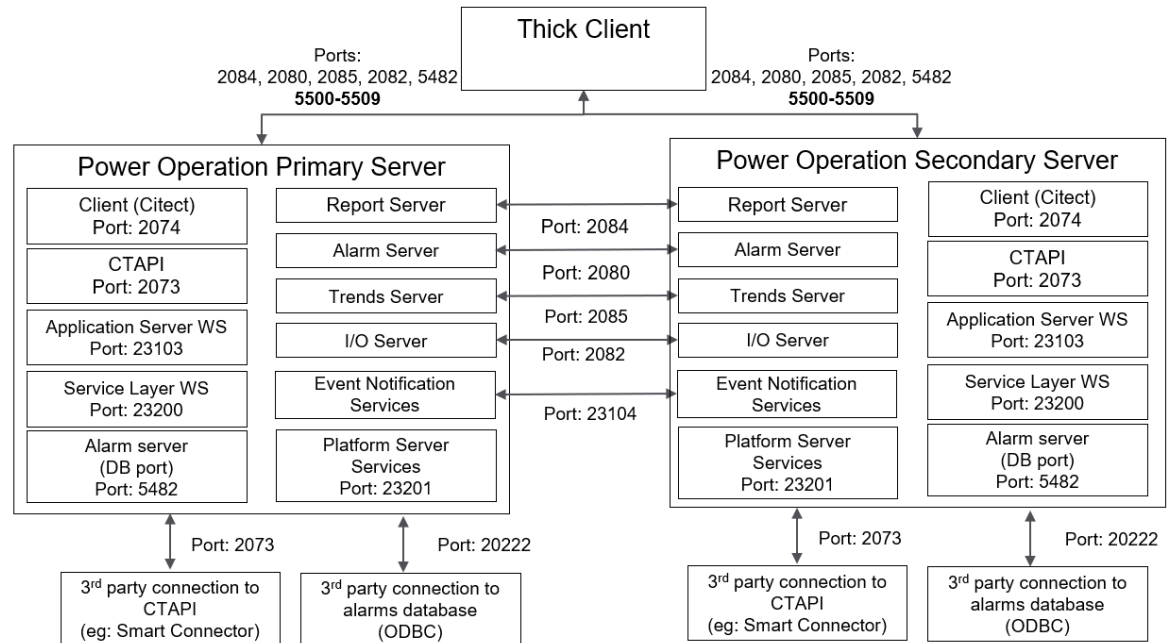 Thick Client
Ports:
2084, 2080, 2085, 2082, 5482
5500-5509
Ports:
2084, 2080, 2085, 2082, 5482
5500-5509
Power Operation Primary Server
Client (Citect)
Port: 2074
CTAPI
Port: 2073
Application Server WS
Port: 23103
Service Layer WS
Port: 23200
Alarm server
(DB port)
Port: 5482
Report Server
Alarm Server
Trends Server
I/O Server
Event Notification
Services
Platform Server
Services
Port: 23201
Port: 2084
Port: 2080
Port: 2085
Port: 2082
Port: 23104
Power Operation Secondary Server
Report Server
Alarm Server
Trends Server
I/O Server
Event Notification
Services
Platform Server
Services
Port: 23201
Client (Citect)
Port: 2074
CTAPI
Port: 2073
Application Server WS
Port: 23103
Service Layer WS
Port: 23200
Alarm server
(DB port)
Port: 5482
Port: 2073
Port: 20222
Port: 2073
Port: 20222
3rd party connection to
CTAPI
(eg: Smart Connector)
3rd party connection to
alarms database
(ODBC)
3rd party connection to
CTAPI
(eg: Smart Connector)
3rd party connection to
alarms database
(ODBC)